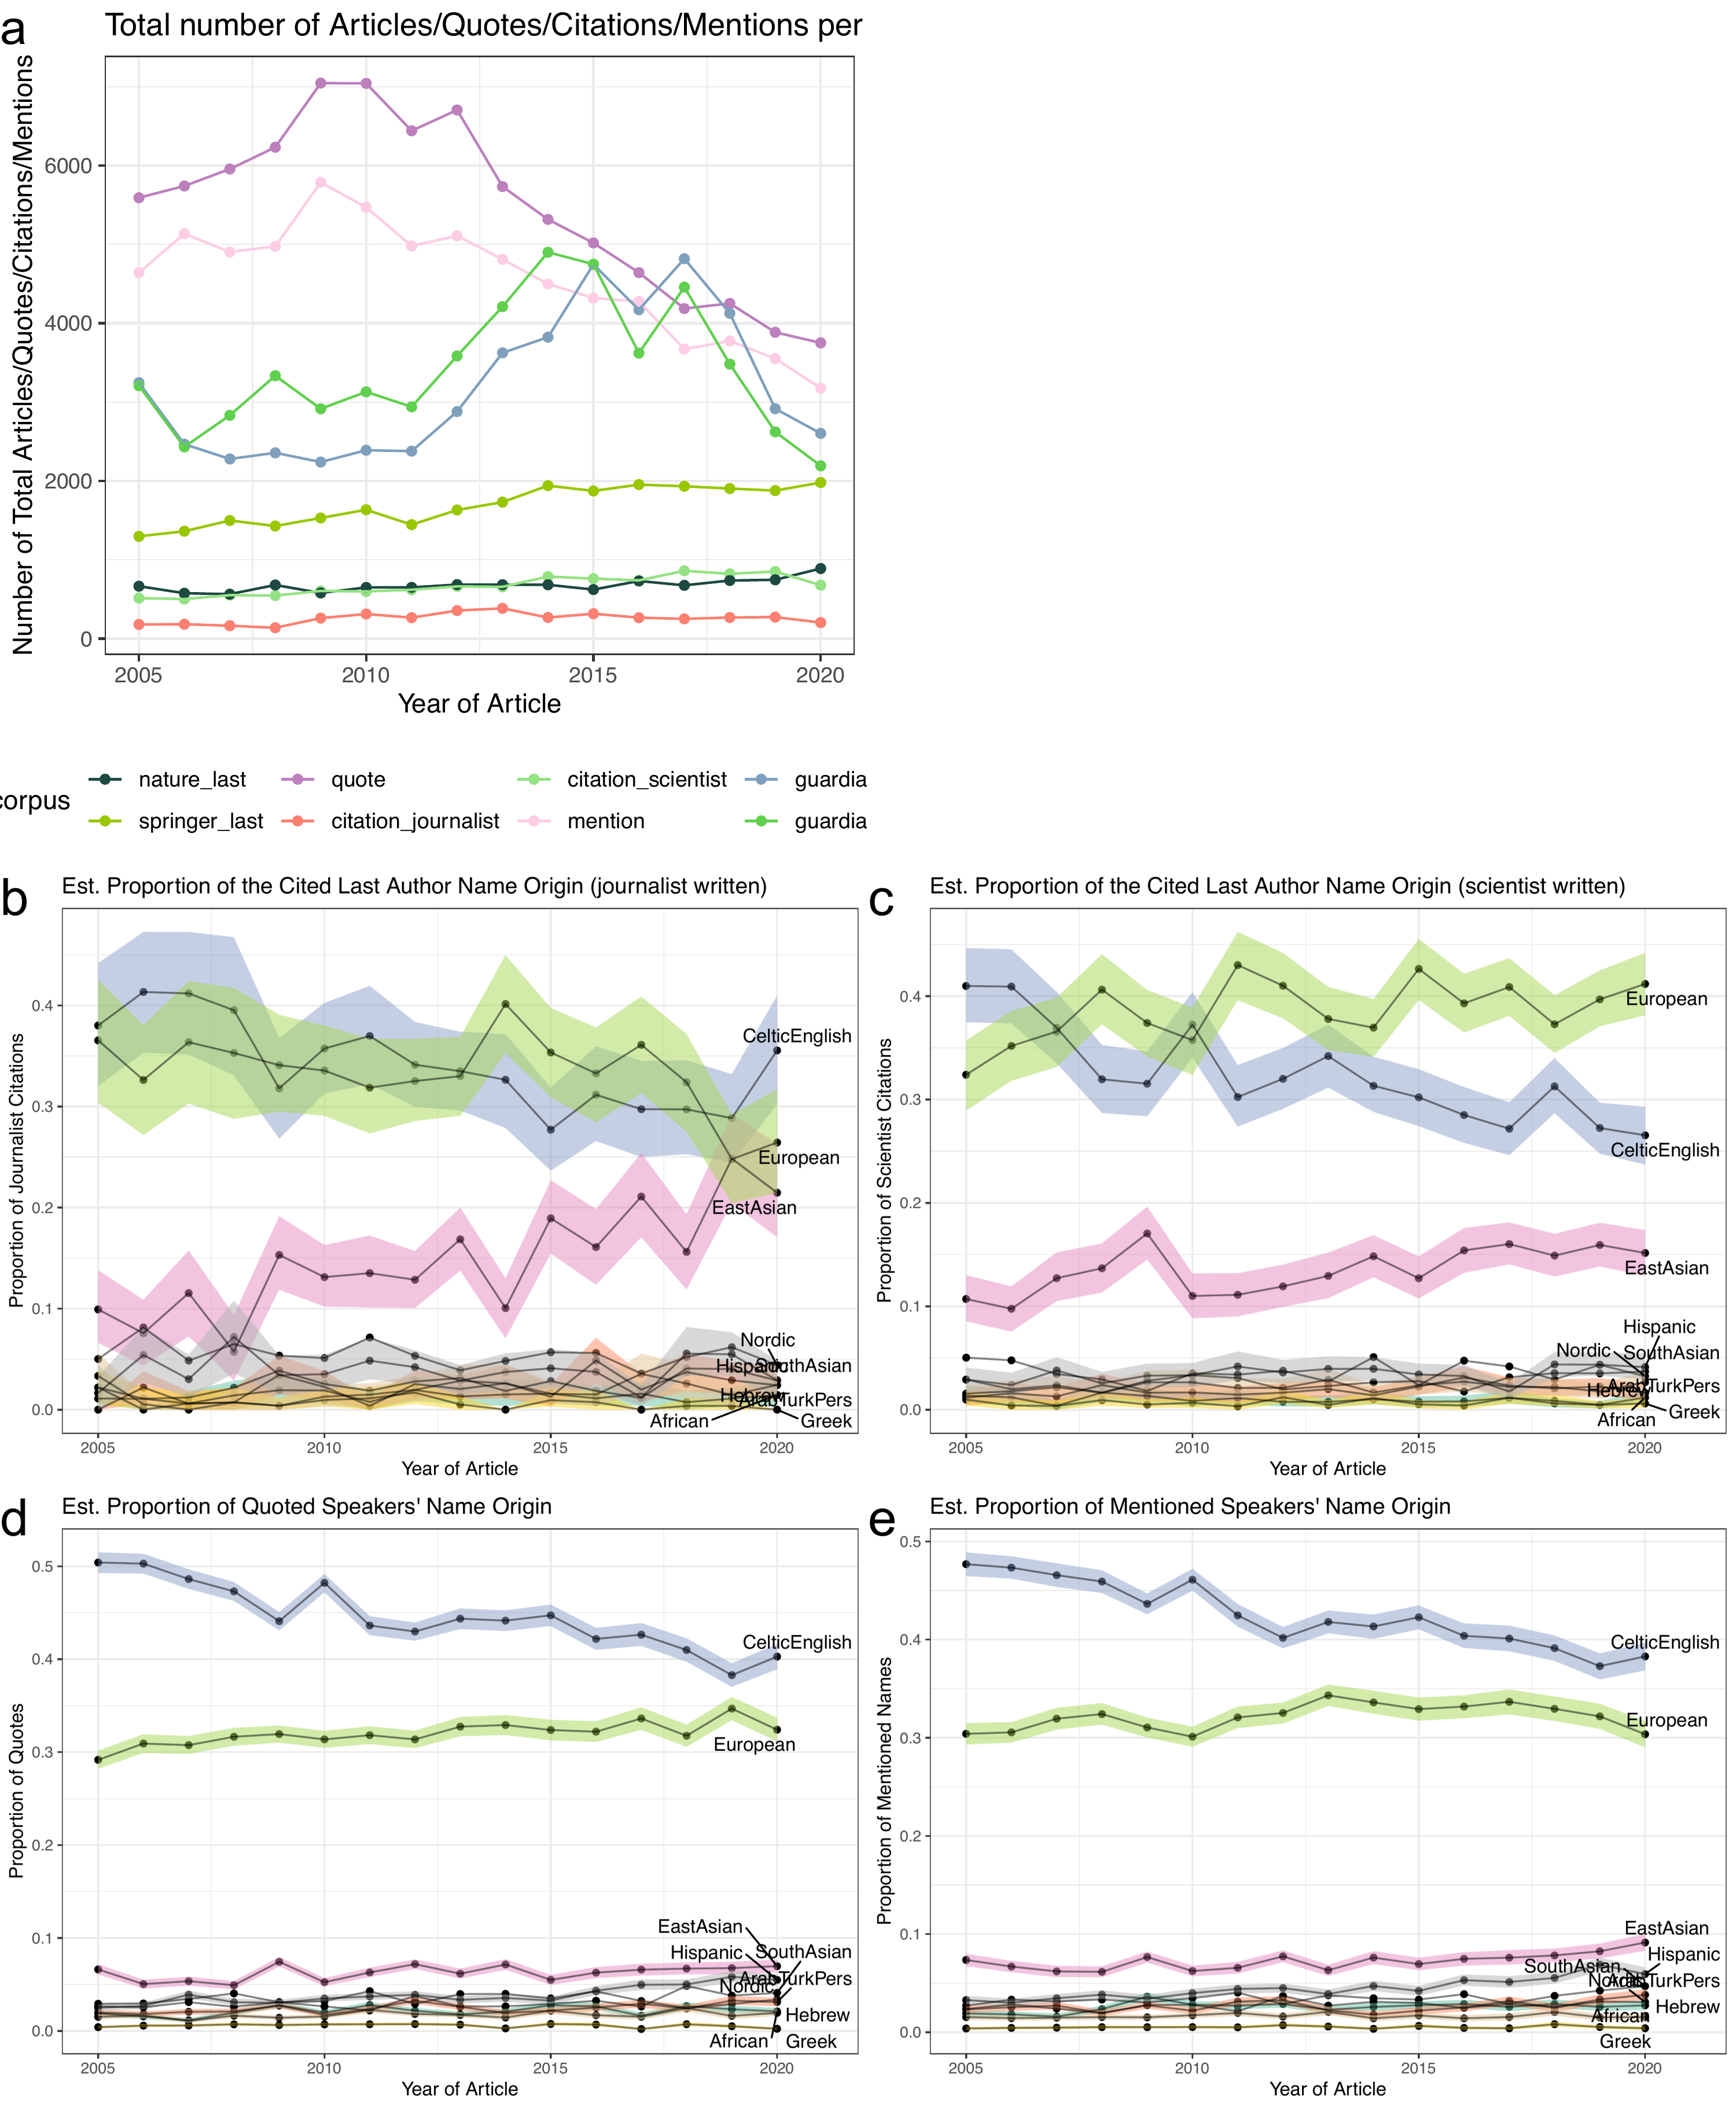 a
Total number of Articles/Quotes/Citations/Mentions per
Number of Total Articles/Quotes/Citations/Mentions
6000
4000
2000
0
2005 2010 2015 2020
Year of Article
corpus
nature_last quote citation_scientist guardia
springer_last citation_journalist mention guardia
b
Est. Proportion of the Cited Last Author Name Origin (journalist written)
Proportion of Journalist Citations
0.4
0.3
0.2
0.1
0.0
CelticEnglish
European
EastAsian
Nordic
Hispanic
SouthAsian
Hebrew
ArabTurkPers
African
Greek
2005 2010 2015 2020
Year of Article
c
Est. Proportion of the Cited Last Author Name Origin (scientist written)
Proportion of Scientist Citations
0.4
0.3
0.2
0.1
0.0
European
CelticEnglish
EastAsian
Hispanic
Nordic
SouthAsian
ArabTurkPers
Hebrew
Greek
African
2005 2010 2015 2020
Year of Article
d
Est. Proportion of Quoted Speakers' Name Origin
Proportion of Quotes
0.5
0.4
0.3
0.2
0.1
0.0
CelticEnglish
European
EastAsian
Hispanic
SouthAsian
ArabTurkPers
Nordic
Hebrew
African
Greek
2005 2010 2015 2020
Year of Article
e
Est. Proportion of Mentioned Speakers' Name Origin
Proportion of Mentioned Names
0.5
0.4
0.3
0.2
0.1
0.0
CelticEnglish
European
EastAsian
Hispanic
SouthAsian
Nordic
ArabTurkPers
Hebrew
African
Greek
2005 2010 2015 2020
Year of Article